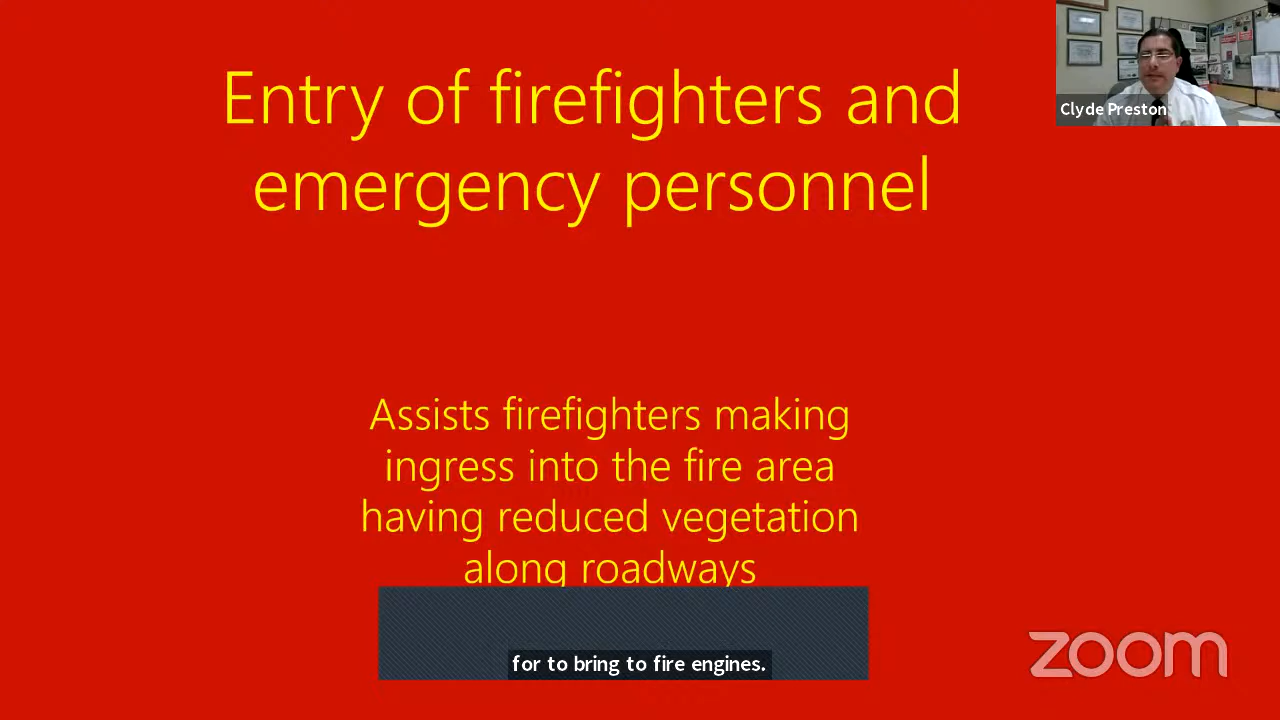 Entry of firefighters and
emergency personnel
Clyde Preston
Assists firefighters making
ingress into the fire area
having reduced vegetation
along roadways
for to bring to fire engines.
zoom